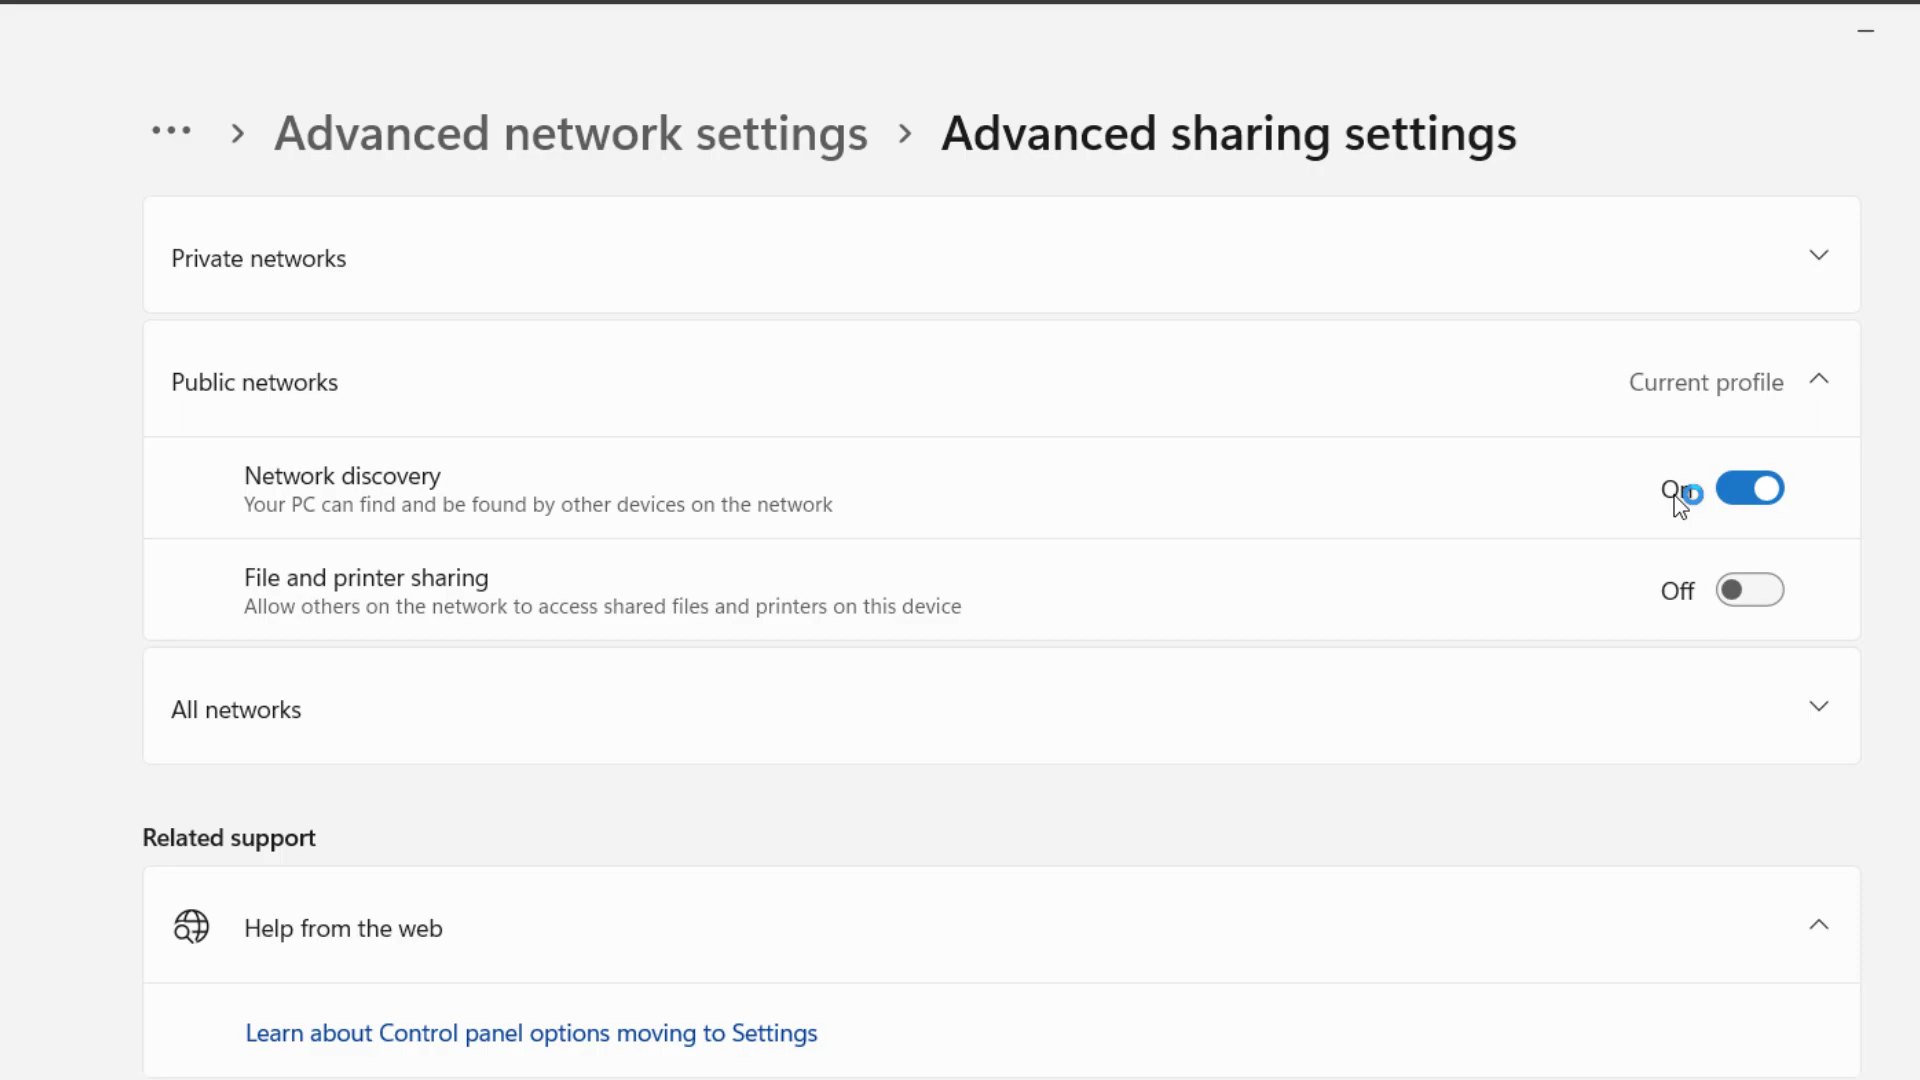 Advanced network settings > Advanced sharing settings
Private networks
Public networks
Current profile
Network discovery
Your PC can find and be found by other devices on the network
On
File and printer sharing
Allow others on the network to access shared files and printers on this device
Off
All networks
Related support
Help from the web
Learn about Control panel options moving to Settings